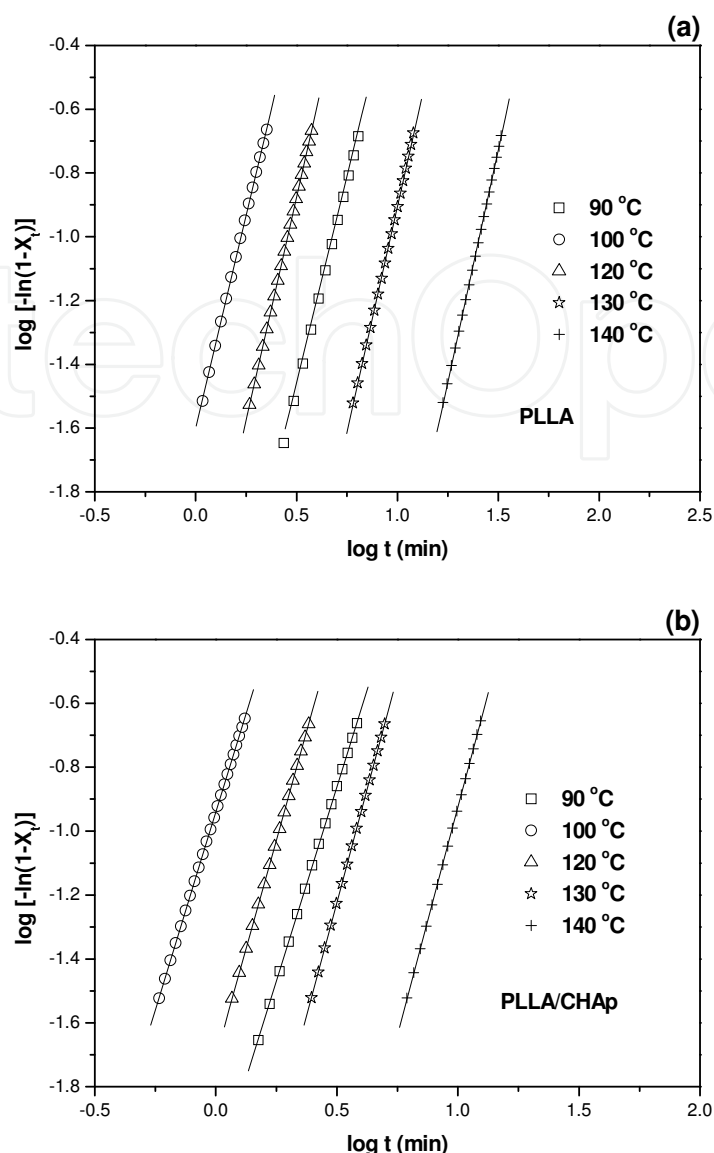 (a)
-0.4
-0.6
-0.8
-1.0
-1.2
-1.4
-1.6
-1.8
log [-ln(1-Xt)]
90 °C
100 °C
120 °C
130 °C
140 °C
PLLA
-0.5 0.0 0.5 1.0 1.5 2.0 2.5
log t (min)
(b)
-0.4
-0.6
-0.8
-1.0
-1.2
-1.4
-1.6
-1.8
log [-ln(1-Xt)]
90 °C
100 °C
120 °C
130 °C
140 °C
PLLA/CHAp
-0.5 0.0 0.5 1.0 1.5 2.0
log t (min)